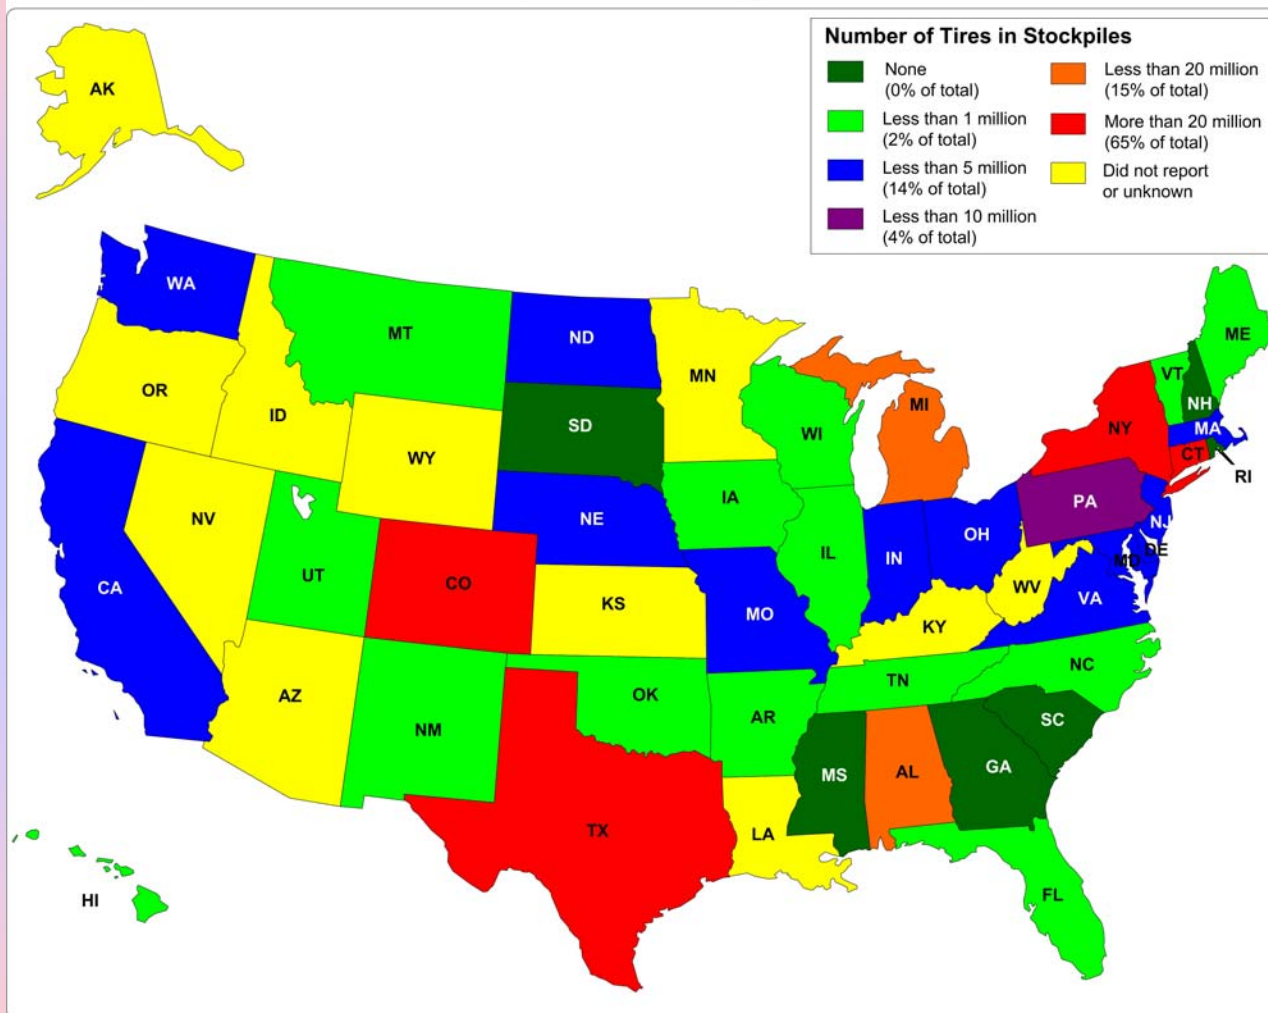 Number of Tires in Stockpiles
None
(0% of total)
Less than 1 million
(2% of total)
Less than 5 million
(14% of total)
Less than 10 million
(4% of total)
Less than 20 million
(15% of total)
More than 20 million
(65% of total)
Did not report
or unknown
AK
WA
MT
ND
MN
ME
VT
NH
OR
ID
SD
WI
MI
NY
MA
CT
RI
WY
IA
PA
NV
NE
IL
IN
OH
NJ
DE
MD
UT
CO
CA
KS
MO
WV
VA
KY
NC
AZ
NM
OK
AR
TN
SC
MS
AL
GA
TX
LA
HI
FL